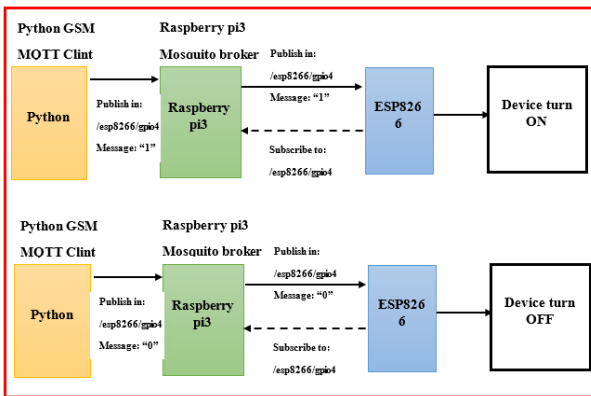 Python GSM
MQTT Clint
Raspberry pi3
Mosquito broker
Python
Publish in:
/esp8266/gpio4
Message: “1”
Raspberry
pi3
Publish in:
/esp8266/gpio4
Message: “1”
Subscribe to:
/esp8266/gpio4
ESP826
6
Device turn
ON
Python GSM
MQTT Clint
Raspberry pi3
Mosquito broker
Python
Publish in:
/esp8266/gpio4
Message: “0”
Raspberry
pi3
Publish in:
/esp8266/gpio4
Message: “0”
Subscribe to:
/esp8266/gpio4
ESP826
6
Device turn
OFF